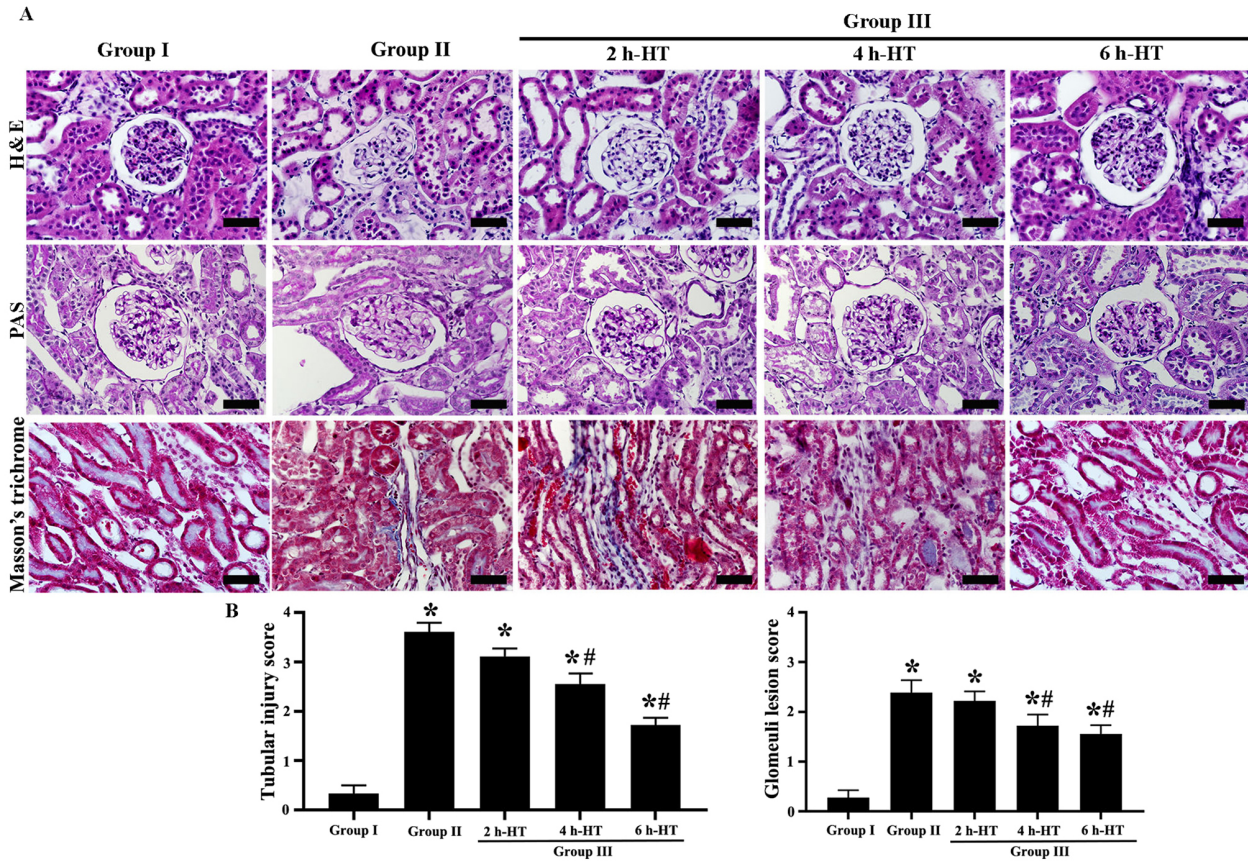 A
Group III
Group I
Group II
2 h-HT
4 h-HT
6 h-HT
H&E
PAS
Masson's trichrome
B
Tubular injury score
4
3
2
1
0
*
*
*#
*#
Group I
Group II
2 h-HT
4 h-HT
6 h-HT
Group III
Glomeuli lesion score
4
3
2
1
0
*
*
*#
*#
Group I
Group II
2 h-HT
4 h-HT
6 h-HT
Group III